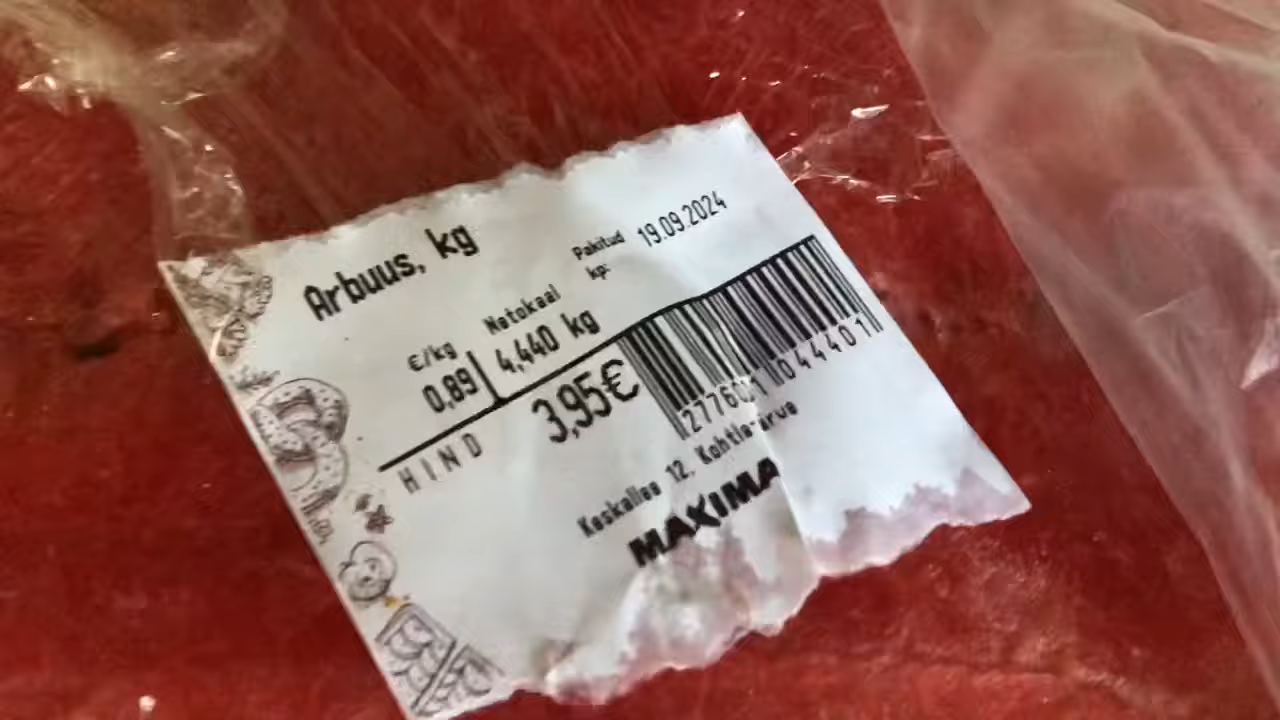 Arbuus, kg
€/kg
0,89
Netokaal
4,440 kg
Pakitud
kp:
19.09.2024
HIND
3,95€
Keskallee 12, Kohtla-Järve
MAXIMA